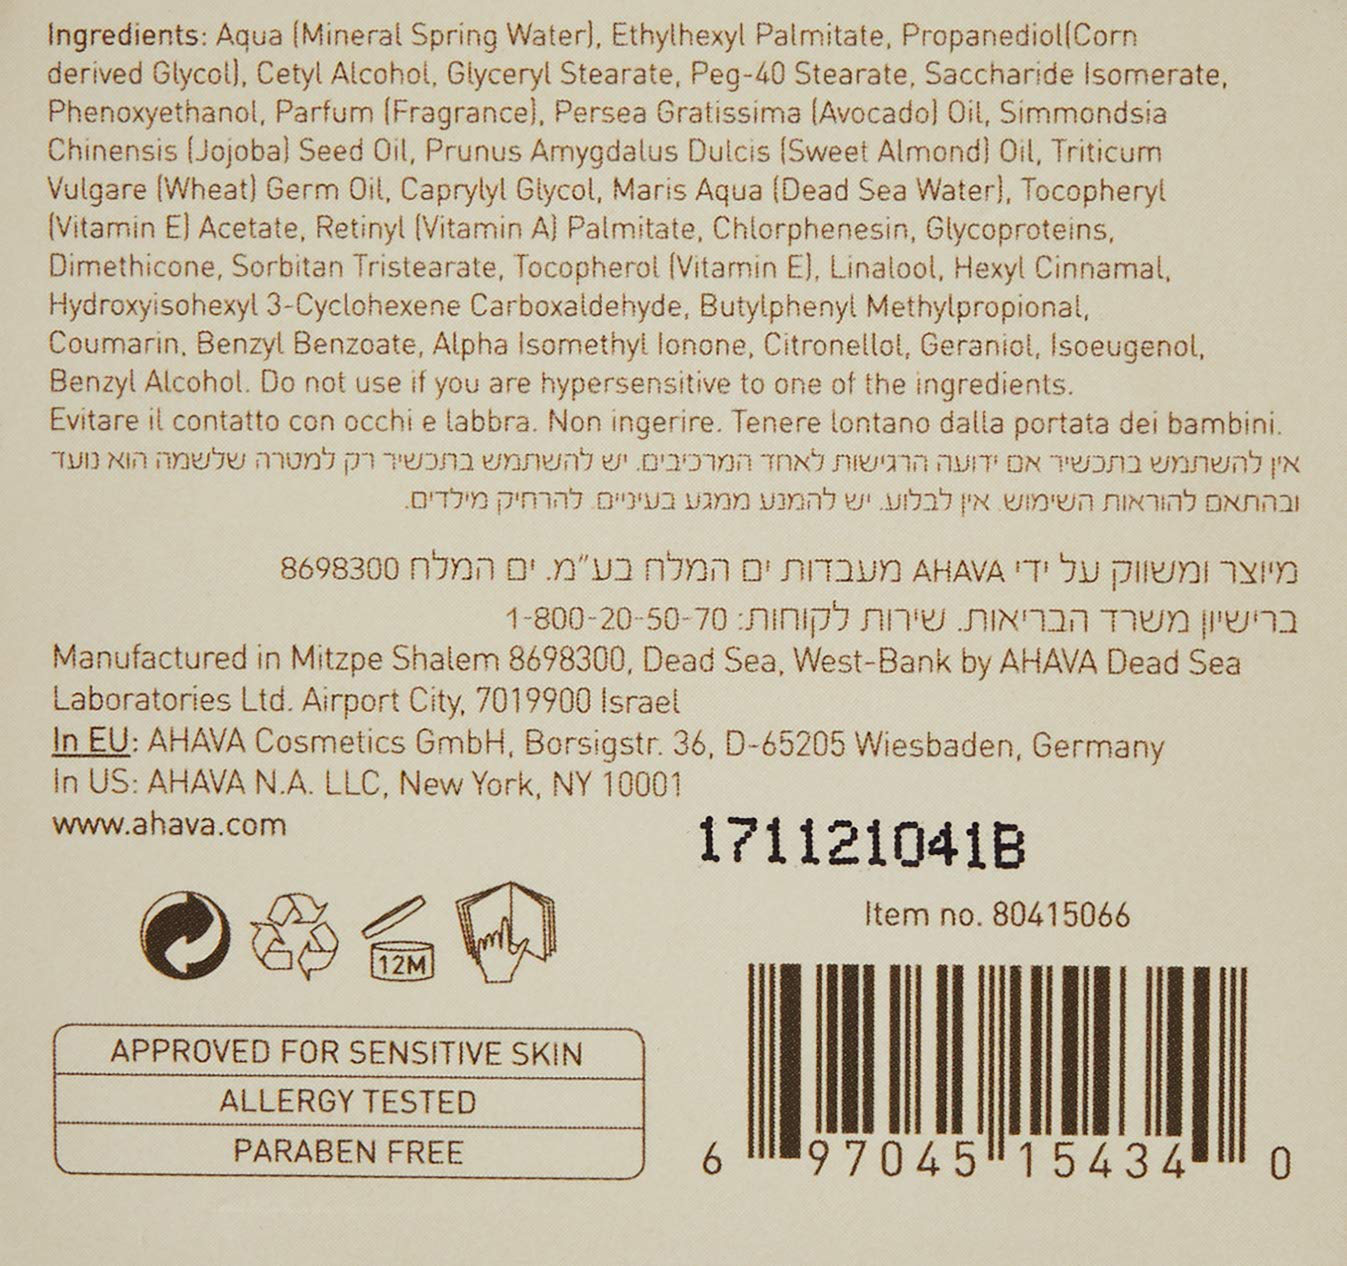 Ingredients: Aqua (Mineral Spring Water), Ethylhexyl Palmitate, Propanediol(Corn
derived Glycol), Cetyl Alcohol, Glyceryl Stearate, Peg-40 Stearate, Saccharide Isomerate,
Phenoxyethanol, Parfum (Fragrance), Persea Gratissima (Avocado) Oil, Simmondsia
Chinensis (Jojoba) Seed Oil, Prunus Amygdalus Dulcis (Sweet Almond) Oil, Triticum
Vulgare (Wheat) Germ Oil, Caprylyl Glycol, Maris Aqua (Dead Sea Water), Tocopheryl
(Vitamin E) Acetate, Retinyl (Vitamin A) Palmitate, Chlorphenesin, Glycoproteins,
Dimethicone, Sorbitan Tristearate, Tocopherol (Vitamin E), Linalool, Hexyl Cinnamal,
Hydroxyisohexyl 3-Cyclohexene Carboxaldehyde, Butylphenyl Methylpropional,
Coumarin, Benzyl Benzoate, Alpha Isomethyl Ionone, Citronellol, Geraniol, Isoeugenol,
Benzyl Alcohol. Do not use if you are hypersensitive to one of the ingredients.
Evitare il contatto con occhi e labbra. Non ingerire. Tenere lontano dalla portata dei bambini.
אין להשתמש בתכשיר אם ידועה הרגישות לאחד המרכיבים. יש להשתמש בתכשיר רק למטרה שלשמה הוא נועד
ובהתאם להוראות השימוש. אין לבלוע. יש להמנע ממגע בעיניים. להרחיק מילדים.
מיוצר ומשווק על ידי AHAVA מעבדות ים המלח בע״מ. ים המלח 8698300
ברישיון משרד הבריאות. שירות לקוחות: 1-800-20-50-70
Manufactured in Mitzpe Shalem 8698300, Dead Sea, West-Bank by AHAVA Dead Sea
Laboratories Ltd. Airport City, 7019900 Israel
In EU: AHAVA Cosmetics GmbH, Borsigstr. 36, D-65205 Wiesbaden, Germany
In US: AHAVA N.A. LLC, New York, NY 10001
www.ahava.com
171121041B
Item no. 80415066
12M
APPROVED FOR SENSITIVE SKIN
ALLERGY TESTED
PARABEN FREE
6 97045 15434 0